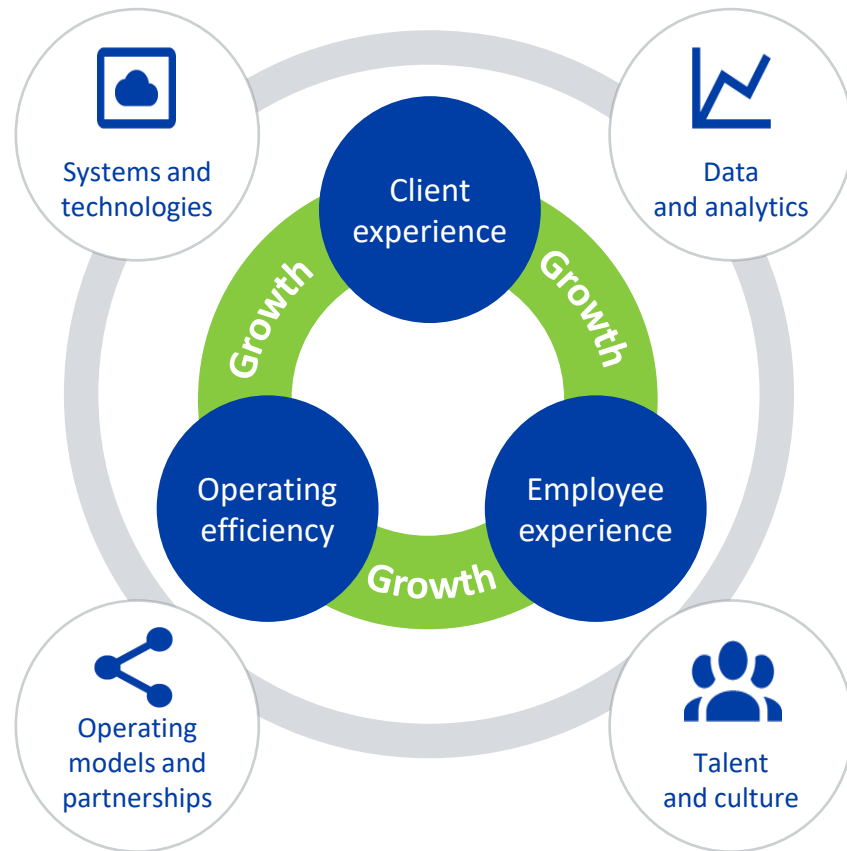 Systems and
technologies
Data
and analytics
Client
experience
Growth
Growth
Operating
efficiency
Employee
experience
Growth
Operating
models and
partnerships
Talent
and culture